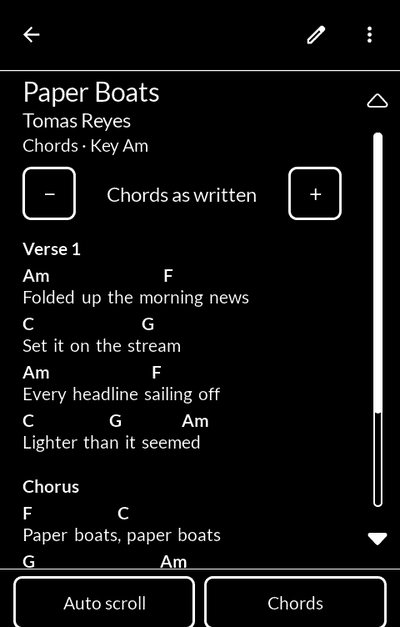 Paper Boats
Tomas Reyes
Chords · Key Am
− Chords as written +
Verse 1
Am F
Folded up the morning news
C G
Set it on the stream
Am F
Every headline sailing off
C G Am
Lighter than it seemed
Chorus
F C
Paper boats, paper boats
G Am
Auto scroll Chords